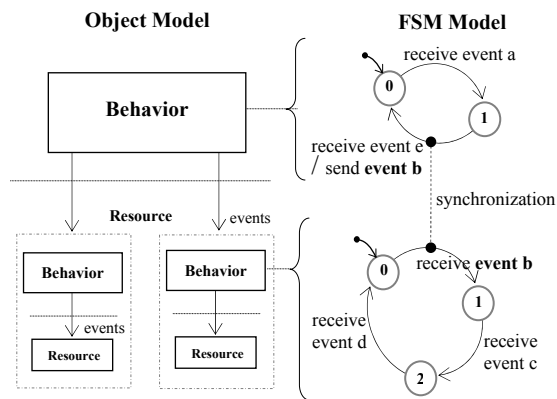 Object Model
FSM Model
receive event a
Behavior
0
1
receive event e
/ send event b
synchronization
Resource
events
Behavior
Behavior
0
receive event b
1
events
receive
event d
receive
event c
Resource
Resource
2